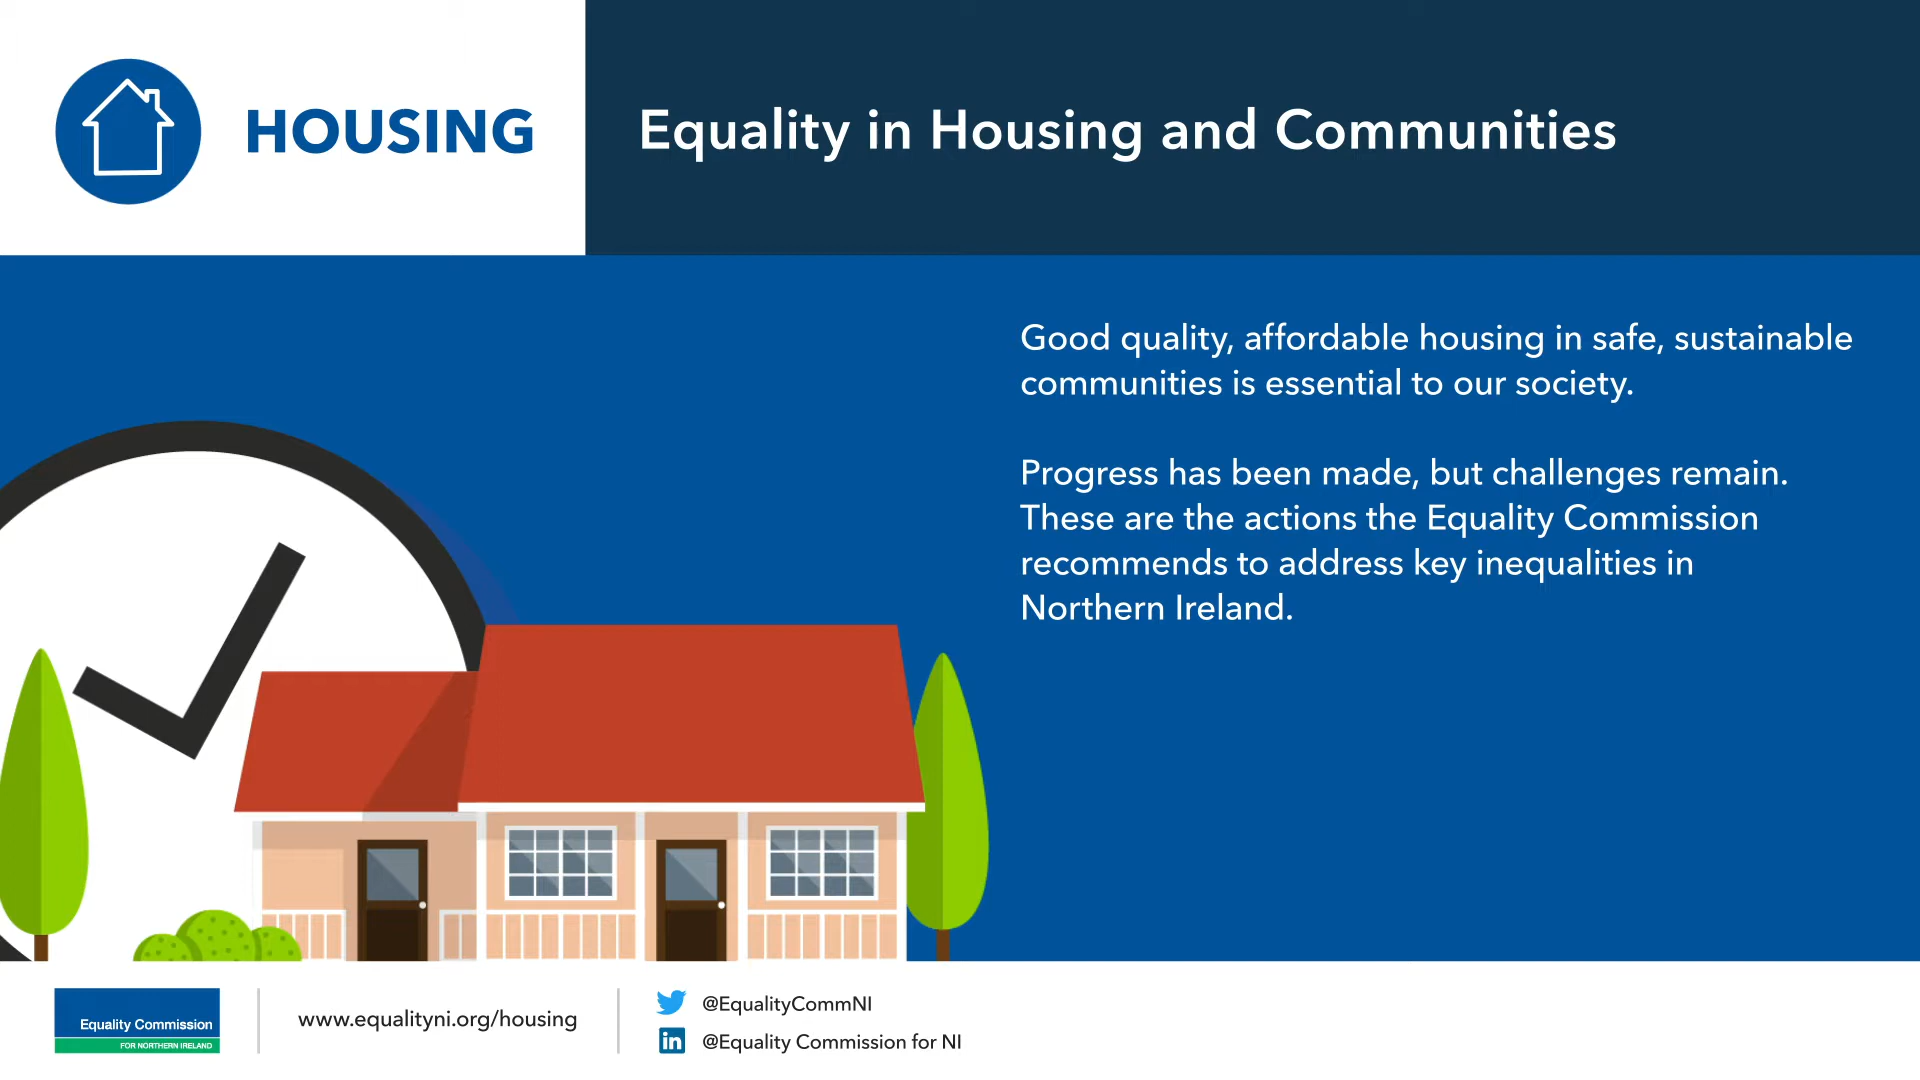 HOUSING
Equality in Housing and Communities
Good quality, affordable housing in safe, sustainable
communities is essential to our society.
Progress has been made, but challenges remain.
These are the actions the Equality Commission
recommends to address key inequalities in
Northern Ireland.
Equality Commission
FOR NORTHERN IRELAND
www.equalityni.org/housing
@EqualityCommNI
in
@Equality Commission for NI